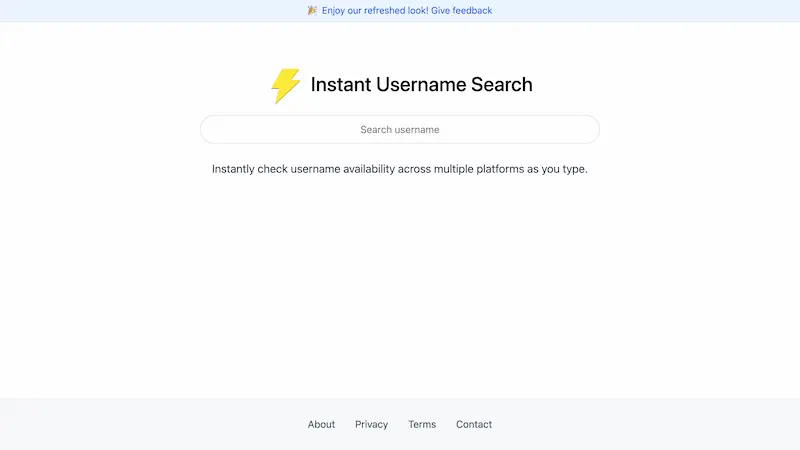 🎉 Enjoy our refreshed look! Give feedback
Instant Username Search
Search username
Instantly check username availability across multiple platforms as you type.
About Privacy Terms Contact